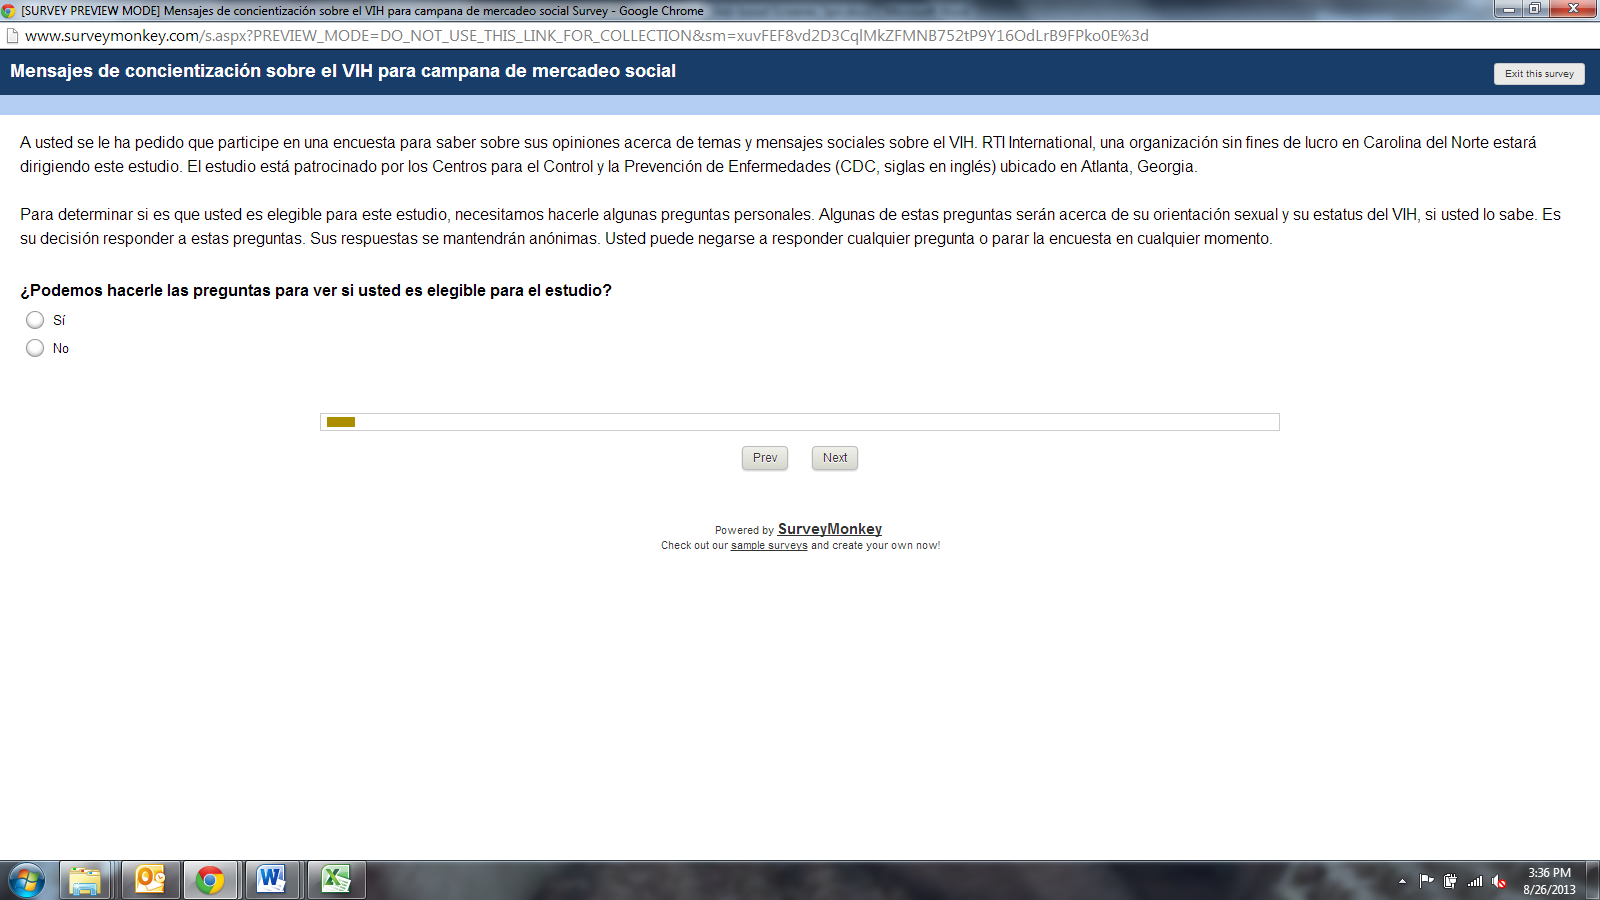 [SURVEY PREVIEW MODE] Mensajes de concientización sobre el VIH para campana de mercadeo social Survey - Google Chrome
www.surveymonkey.com/s.aspx?PREVIEW_MODE=DO_NOT_USE_THIS_LINK_FOR_COLLECTION&sm=xuvFEF8vd2D3CqlMkZFMNB752tP9Y16OdLrB9FPko0E%3d
Mensajes de concientización sobre el VIH para campana de mercadeo social
Exit this survey
A usted se le ha pedido que participe en una encuesta para saber sobre sus opiniones acerca de temas y mensajes sociales sobre el VIH. RTI International, una organización sin fines de lucro en Carolina del Norte estará
dirigiendo este estudio. El estudio está patrocinado por los Centros para el Control y la Prevención de Enfermedades (CDC, siglas en inglés) ubicado en Atlanta, Georgia.
Para determinar si es que usted es elegible para este estudio, necesitamos hacerle algunas preguntas personales. Algunas de estas preguntas serán acerca de su orientación sexual y su estatus del VIH, si usted lo sabe. Es
su decisión responder a estas preguntas. Sus respuestas se mantendrán anónimas. Usted puede negarse a responder cualquier pregunta o parar la encuesta en cualquier momento.
¿Podemos hacerle las preguntas para ver si usted es elegible para el estudio?
Sí
No
Prev Next
Powered by SurveyMonkey
Check out our sample surveys and create your own now!
3:36 PM
8/26/2013